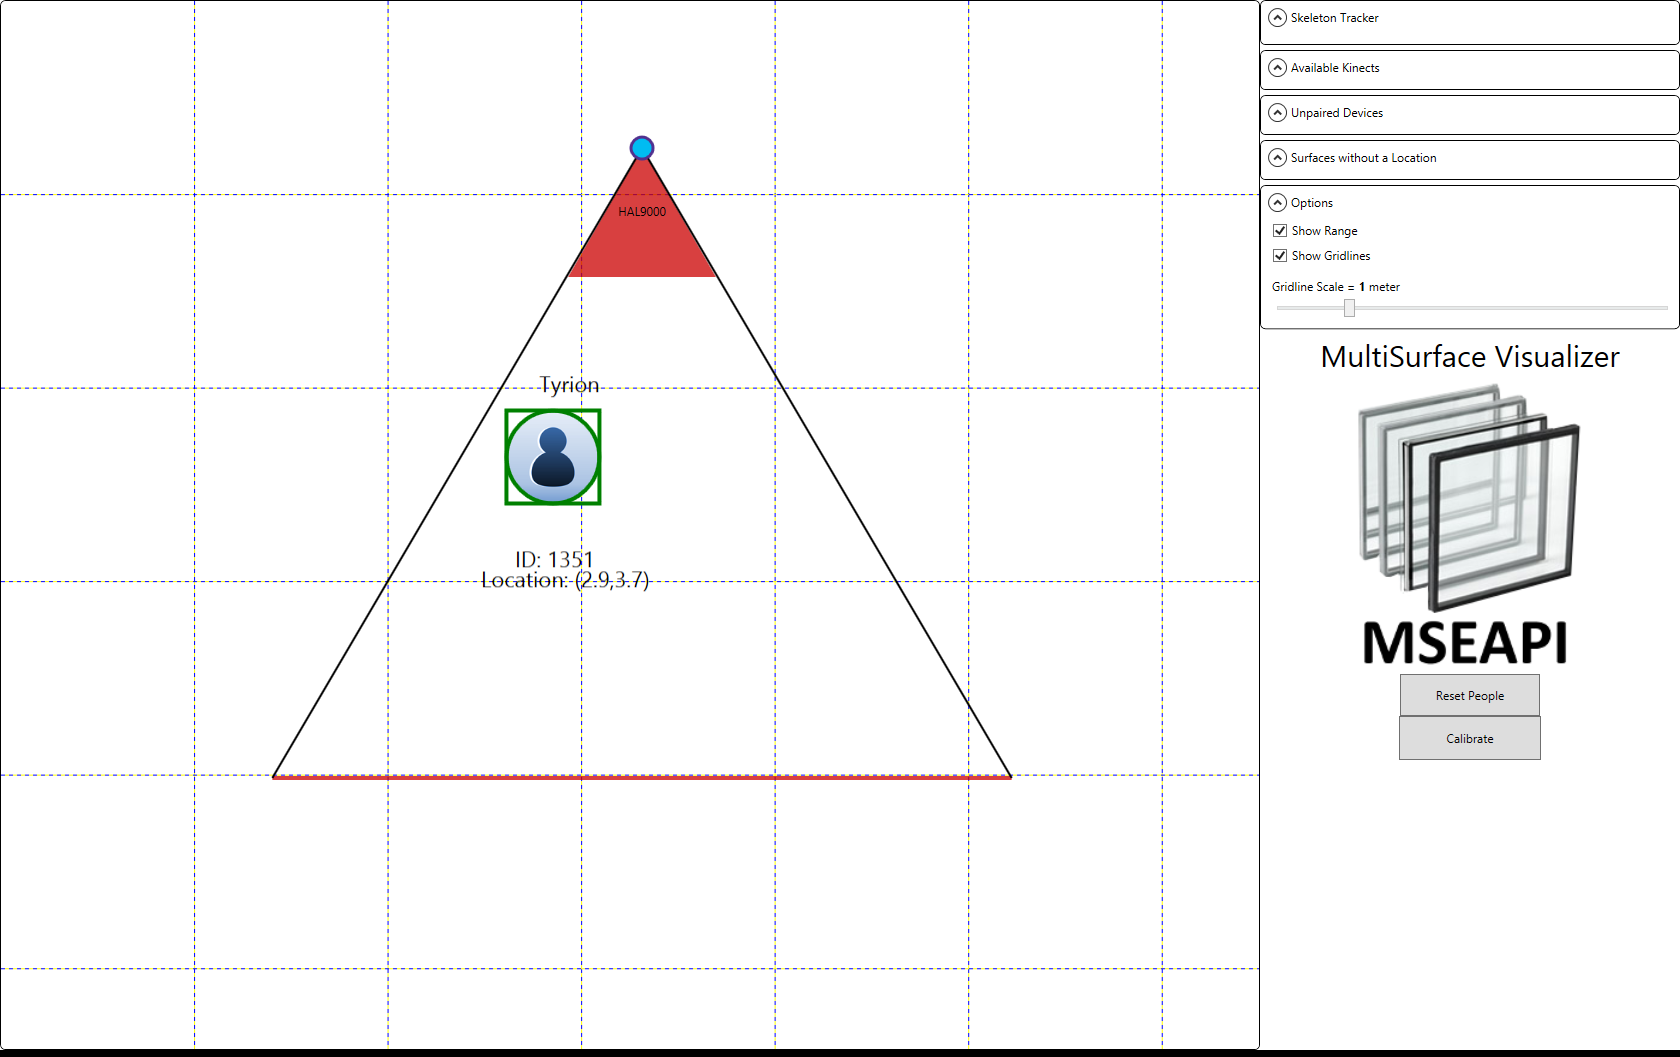 HAL9000
Tyrion
ID: 1351
Location: (2.9,3.7)
Skeleton Tracker
Available Kinects
Unpaired Devices
Surfaces without a Location
Options
Show Range
Show Gridlines
Gridline Scale = 1 meter
MultiSurface Visualizer
MSEAPI
Reset People
Calibrate